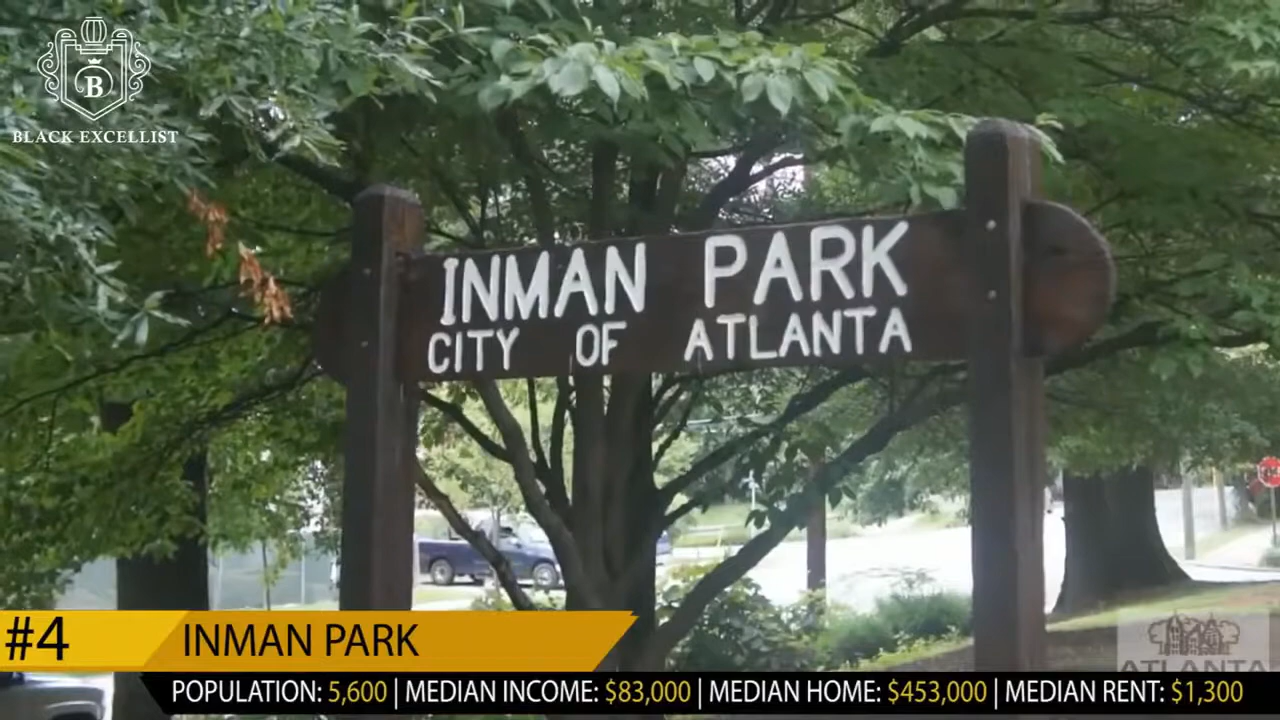 B
BLACK EXCELLIST
INMAN PARK
CITY OF ATLANTA
#4 INMAN PARK
ATLANTA
POPULATION: 5,600 | MEDIAN INCOME: $83,000 | MEDIAN HOME: $453,000 | MEDIAN RENT: $1,300